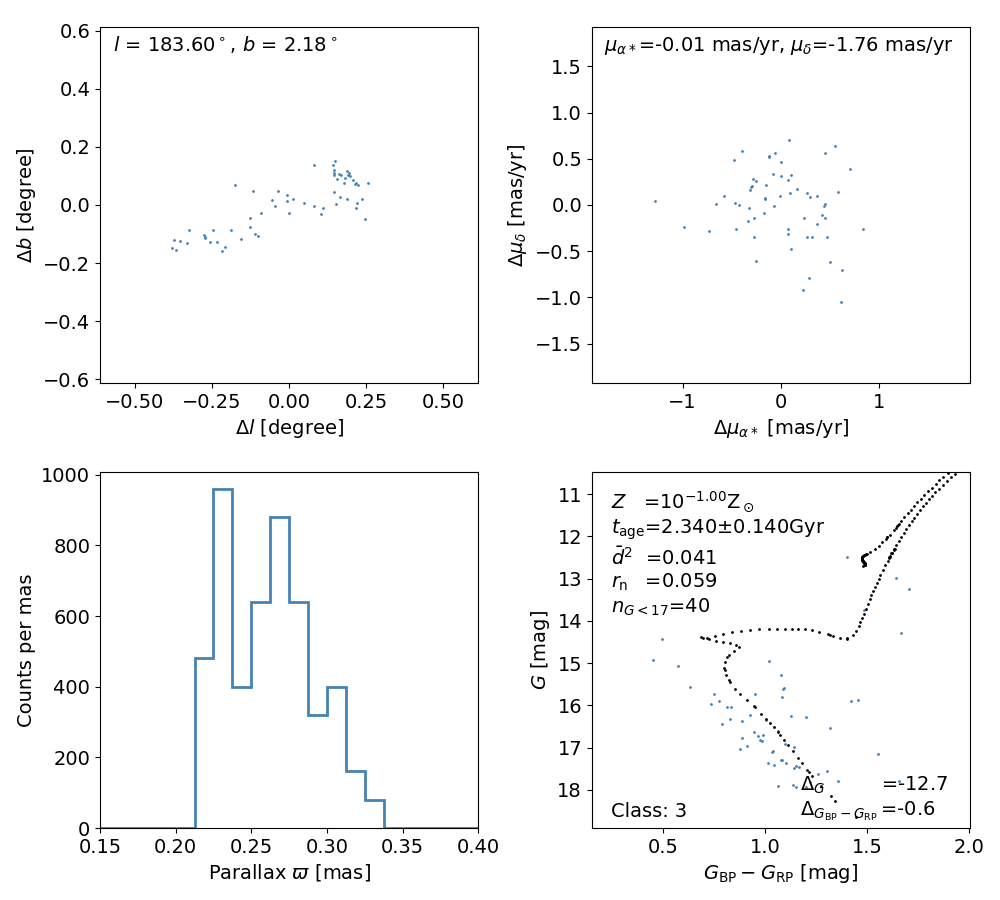 l = 183.60°, b = 2.18°
0.6
0.4
0.2
0.0
−0.2
−0.4
−0.6
−0.50 −0.25 0.00 0.25 0.50
Δl [degree]
Δb [degree]
μα*=-0.01 mas/yr, μδ=-1.76 mas/yr
1.5
1.0
0.5
0.0
−0.5
−1.0
−1.5
−1 0 1
Δμα* [mas/yr]
Δμδ [mas/yr]
1000
800
600
400
200
0
0.15 0.20 0.25 0.30 0.35 0.40
Parallax ϖ [mas]
Counts per mas
11
12
13
14
15
16
17
18
Z =10^−1.00 Z⊙
t_age=2.340±0.140Gyr
d̄² =0.041
r_n =0.059
n_G<17=40
Δ_G =-12.7
Class: 3 Δ_GBP−GRP=-0.6
0.5 1.0 1.5 2.0
G_BP − G_RP [mag]
G [mag]